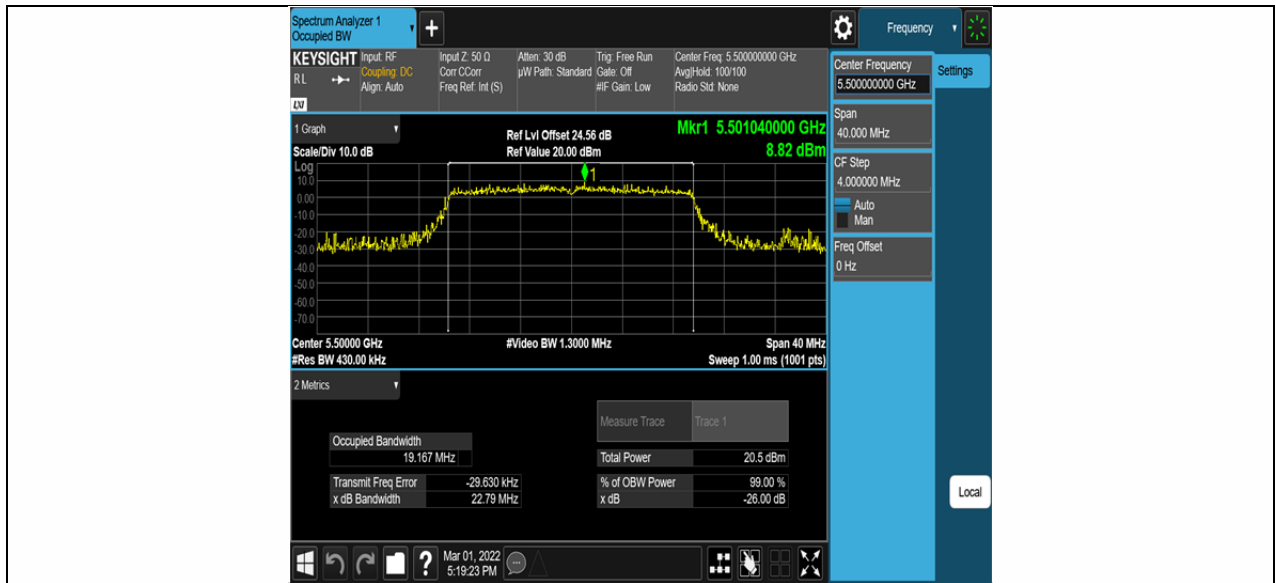 Spectrum Analyzer 1
Occupied BW
+
Frequency
KEYSIGHT
RL
LXI
Input: RF
Coupling: DC
Align: Auto
Input Z: 50 Ω
Corr CCorr
Freq Ref: Int (S)
Atten: 30 dB
µW Path: Standard
Trig: Free Run
Gate: Off
#IF Gain: Low
Center Freq: 5.500000000 GHz
Avg|Hold: 100/100
Radio Std: None
Center Frequency
5.500000000 GHz
Settings
Span
40.000 MHz
CF Step
4.000000 MHz
Auto
Man
Freq Offset
0 Hz
Local
1 Graph
Scale/Div 10.0 dB
Ref Lvl Offset 24.56 dB
Ref Value 20.00 dBm
Mkr1 5.501040000 GHz
8.82 dBm
Log
10.0
0.00
-10.0
-20.0
-30.0
-40.0
-50.0
-60.0
-70.0
1
Center 5.50000 GHz
#Res BW 430.00 kHz
#Video BW 1.3000 MHz
Span 40 MHz
Sweep 1.00 ms (1001 pts)
2 Metrics
Measure Trace Trace 1
Occupied Bandwidth
19.167 MHz
Total Power 20.5 dBm
Transmit Freq Error -29.630 kHz
% of OBW Power 99.00 %
x dB Bandwidth 22.79 MHz
x dB -26.00 dB
?
Mar 01, 2022
5:19:23 PM